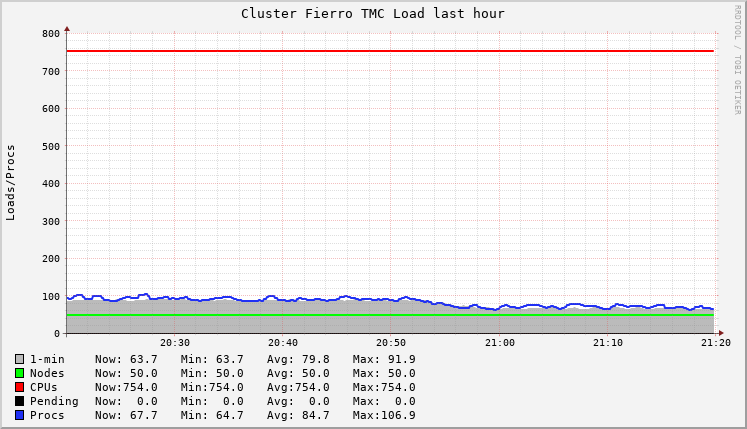 Cluster Fierro TMC Load last hour
RRDTOOL / TOBI OETIKER
Loads/Procs
800
700
600
500
400
300
200
100
0
20:30 20:40 20:50 21:00 21:10 21:20
1-min Now: 63.7 Min: 63.7 Avg: 79.8 Max: 91.9
Nodes Now: 50.0 Min: 50.0 Avg: 50.0 Max: 50.0
CPUs Now:754.0 Min:754.0 Avg:754.0 Max:754.0
Pending Now: 0.0 Min: 0.0 Avg: 0.0 Max: 0.0
Procs Now: 67.7 Min: 64.7 Avg: 84.7 Max:106.9